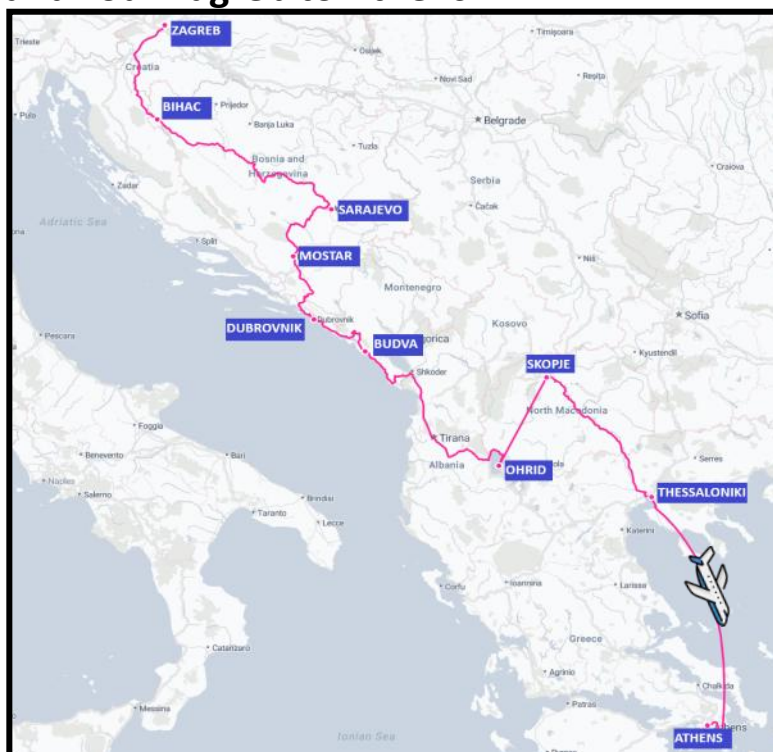 ZAGREB
Trieste
Timișoara
Osijek
Croatia
Novi Sad
Reșița
Pula
BIHAC
Prijedor
Banja Luka
Belgrade
Bosnia and
Herzegovina
Tuzla
Craiova
Zadar
Serbia
Čačak
SARAJEVO
Adriatic Sea
Split
MOSTAR
Niš
Montenegro
Sofia
DUBROVNIK
Dubrovnik
Kosovo
Pescara
BUDVA
Kyustendil
SKOPJE
Shkoder
North Macedonia
Foggia
Tirana
Benevento
Bari
Albania
OHRID
Serres
Naples
Salerno
Brindisi
THESSALONIKI
Taranto
Lecce
Katerini
Corfu
Ioannina
Larissa
Greece
Catanzaro
Agrinio
Chalkida
Messina
Patras
Ionian Sea
ATHENS